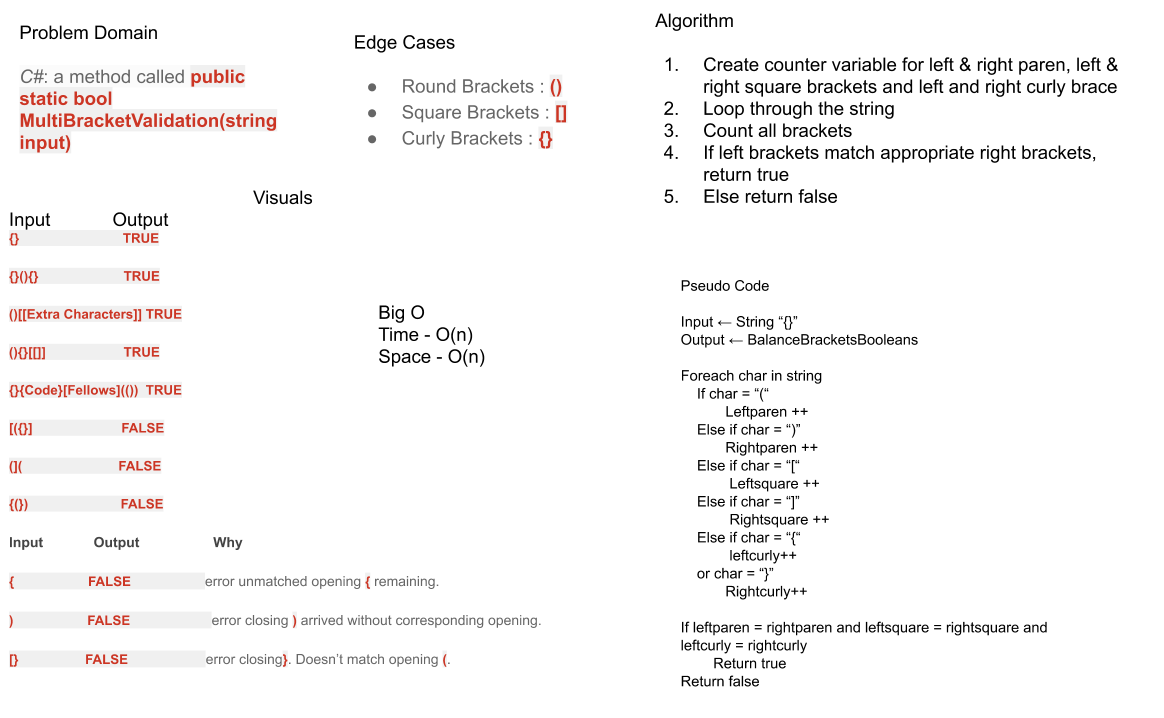 Problem Domain
C#: a method called public
static bool
MultiBracketValidation(string
input)
Edge Cases
● Round Brackets : ()
● Square Brackets : []
● Curly Brackets : {}
Algorithm
1. Create counter variable for left & right paren, left &
right square brackets and left and right curly brace
2. Loop through the string
3. Count all brackets
4. If left brackets match appropriate right brackets,
return true
5. Else return false
Visuals
Input Output
{} TRUE
{}(){} TRUE
()[[Extra Characters]] TRUE
(){}[[]] TRUE
{}{Code}[Fellows](()) TRUE
[({}] FALSE
(]( FALSE
{(}) FALSE
Input Output Why
{ FALSE error unmatched opening { remaining.
) FALSE error closing ) arrived without corresponding opening.
[} FALSE error closing}. Doesn’t match opening (.
Big O
Time - O(n)
Space - O(n)
Pseudo Code
Input ← String “{}”
Output ← BalanceBracketsBooleans
Foreach char in string
If char = “(“
Leftparen ++
Else if char = “)”
Rightparen ++
Else if char = “[“
Leftsquare ++
Else if char = “]”
Rightsquare ++
Else if char = “{“
leftcurly++
or char = “}”
Rightcurly++
If leftparen = rightparen and leftsquare = rightsquare and
leftcurly = rightcurly
Return true
Return false